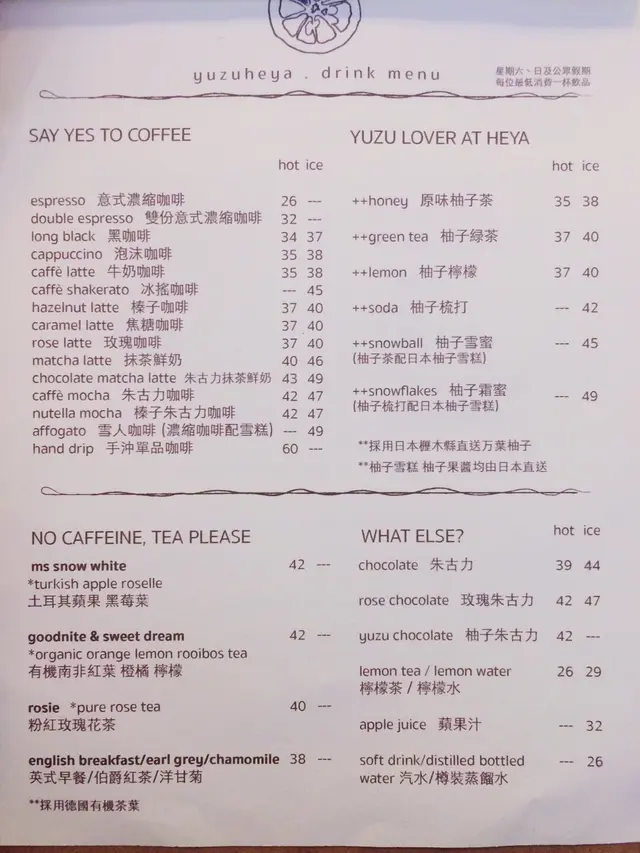 yuzuheya . drink menu
星期六、日及公眾假期
每位最低消費一杯飲品
SAY YES TO COFFEE
hot ice
espresso 意式濃縮咖啡 26 ---
double espresso 雙份意式濃縮咖啡 32 ---
long black 黑咖啡 34 37
cappuccino 泡沫咖啡 35 38
caffè latte 牛奶咖啡 35 38
caffè shakerato 冰搖咖啡 --- 45
hazelnut latte 榛子咖啡 37 40
caramel latte 焦糖咖啡 37 40
rose latte 玫瑰咖啡 37 40
matcha latte 抹茶鮮奶 40 46
chocolate matcha latte 朱古力抹茶鮮奶 43 49
caffè mocha 朱古力咖啡 42 47
nutella mocha 榛子朱古力咖啡 42 47
affogato 雪人咖啡 (濃縮咖啡配雪糕) --- 49
hand drip 手沖單品咖啡 60 ---
YUZU LOVER AT HEYA
hot ice
++honey 原味柚子茶 35 38
++green tea 柚子綠茶 37 40
++lemon 柚子檸檬 37 40
++soda 柚子梳打 --- 42
++snowball 柚子雪蜜 --- 45
(柚子茶配日本柚子雪糕)
++snowflakes 柚子霜蜜 --- 49
(柚子梳打配日本柚子雪糕)
**採用日本櫪木縣直送万葉柚子
**柚子雪糕 柚子果醬均由日本直送
NO CAFFEINE, TEA PLEASE
ms snow white 42 ---
*turkish apple roselle
土耳其蘋果 黑莓葉
goodnite & sweet dream 42 ---
*organic orange lemon rooibos tea
有機南非紅葉 橙橘 檸檬
rosie *pure rose tea 40 ---
粉紅玫瑰花茶
english breakfast/earl grey/chamomile 38 ---
英式早餐/伯爵紅茶/洋甘菊
**採用德國有機茶葉
WHAT ELSE?
hot ice
chocolate 朱古力 39 44
rose chocolate 玫瑰朱古力 42 47
yuzu chocolate 柚子朱古力 42 ---
lemon tea / lemon water 26 29
檸檬茶 / 檸檬水
apple juice 蘋果汁 --- 32
soft drink/distilled bottled --- 26
water 汽水/樽裝蒸餾水